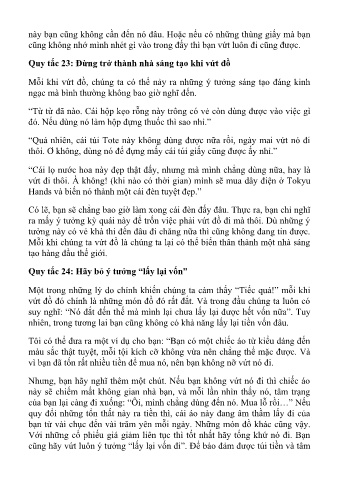 này bạn cũng không cần đến nó đâu. Hoặc nếu có những thùng giấy mà bạn
cũng không nhớ mình nhét gì vào trong đấy thì bạn vứt luôn đi cũng được.
Quy tắc 23: Đừng trở thành nhà sáng tạo khi vứt đồ
Mỗi khi vứt đồ, chúng ta có thể nảy ra những ý tưởng sáng tạo đáng kinh
ngạc mà bình thường không bao giờ nghĩ đến.
“Từ từ đã nào. Cái hộp kẹo rỗng này trông có vẻ còn dùng được vào việc gì
đó. Nếu dùng nó làm hộp đựng thuốc thì sao nhỉ.”
“Quả nhiên, cái túi Tote này không dùng được nữa rồi, ngày mai vứt nó đi
thôi. Ơ không, dùng nó để đựng mấy cái túi giấy cũng được ấy nhỉ.”
“Cái lọ nước hoa này đẹp thật đấy, nhưng mà mình chẳng dùng nữa, hay là
vứt đi thôi. À không! (khi nào có thời gian) mình sẽ mua dây điện ở Tokyu
Hands và biến nó thành một cái đèn tuyệt đẹp.”
Có lẽ, bạn sẽ chẳng bao giờ làm xong cái đèn đấy đâu. Thực ra, bạn chỉ nghĩ
ra mấy ý tưởng kỳ quái này để trốn việc phải vứt đồ đi mà thôi. Dù những ý
tưởng này có vẻ khả thi đến đâu đi chăng nữa thì cũng không đáng tin được.
Mỗi khi chúng ta vứt đồ là chúng ta lại có thể biến thân thành một nhà sáng
tạo hàng đầu thế giới.
Quy tắc 24: Hãy bỏ ý tưởng “lấy lại vốn”
Một trong những lý do chính khiến chúng ta cảm thấy “Tiếc quá!” mỗi khi
vứt đồ đó chính là những món đồ đó rất đắt. Và trong đầu chúng ta luôn có
suy nghĩ: “Nó đắt đến thế mà mình lại chưa lấy lại được hết vốn nữa”. Tuy
nhiên, trong tương lai bạn cũng không có khả năng lấy lại tiền vốn đâu.
Tôi có thể đưa ra một ví dụ cho bạn: “Bạn có một chiếc áo từ kiểu dáng đến
màu sắc thật tuyệt, mỗi tội kích cỡ không vừa nên chẳng thể mặc được. Và
vì bạn đã tốn rất nhiều tiền để mua nó, nên bạn không nỡ vứt nó đi.
Nhưng, bạn hãy nghĩ thêm một chút. Nếu bạn không vứt nó đi thì chiếc áo
này sẽ chiếm mất không gian nhà bạn, và mỗi lần nhìn thấy nó, tâm trạng
của bạn lại càng đi xuống: “Ôi, mình chẳng dùng đến nó. Mua lỗ rồi…” Nếu
quy đổi những tổn thất này ra tiền thì, cái áo này đang âm thầm lấy đi của
bạn từ vài chục đến vài trăm yên mỗi ngày. Những món đồ khác cũng vậy.
Với những cổ phiếu giá giảm liên tục thì tốt nhất hãy tống khứ nó đi. Bạn
cũng hãy vứt luôn ý tưởng “lấy lại vốn đi”. Để bảo đảm được túi tiền và tâm